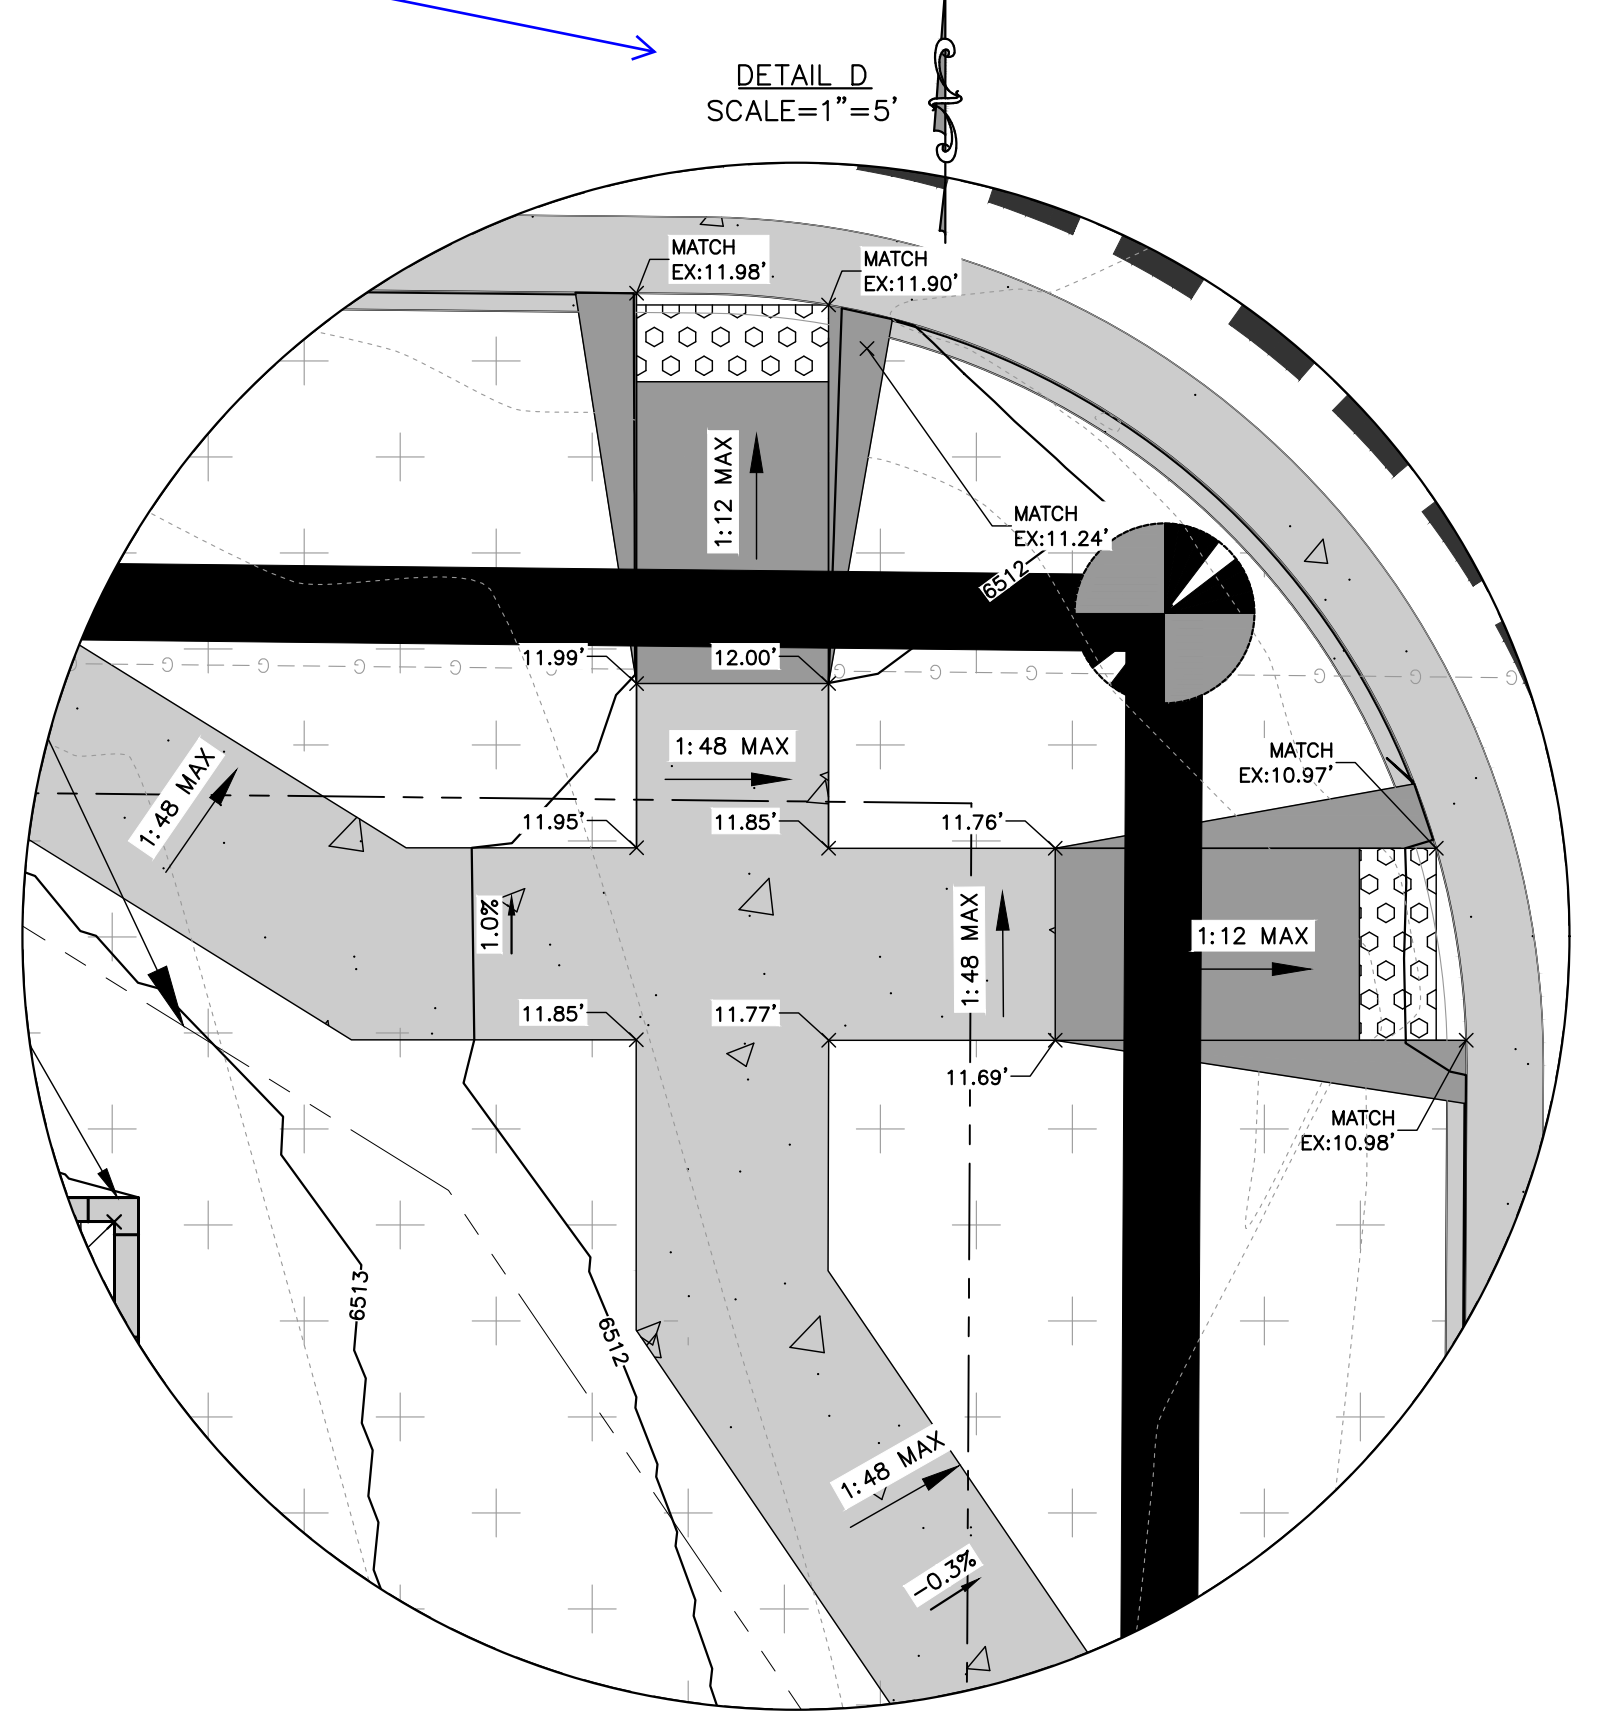 DETAIL D
SCALE=1"=5'
MATCH
EX:11.98'
MATCH
EX:11.90'
1:12 MAX
MATCH
EX:11.24'
6512
11.99'
12.00'
G G G G G G G G
1:48 MAX
1:48 MAX
MATCH
EX:10.97'
11.95'
11.85'
11.76'
1.0%
1:48 MAX
1:12 MAX
11.85'
11.77'
11.69'
MATCH
EX:10.98'
6513
6512
1:48 MAX
-0.3%